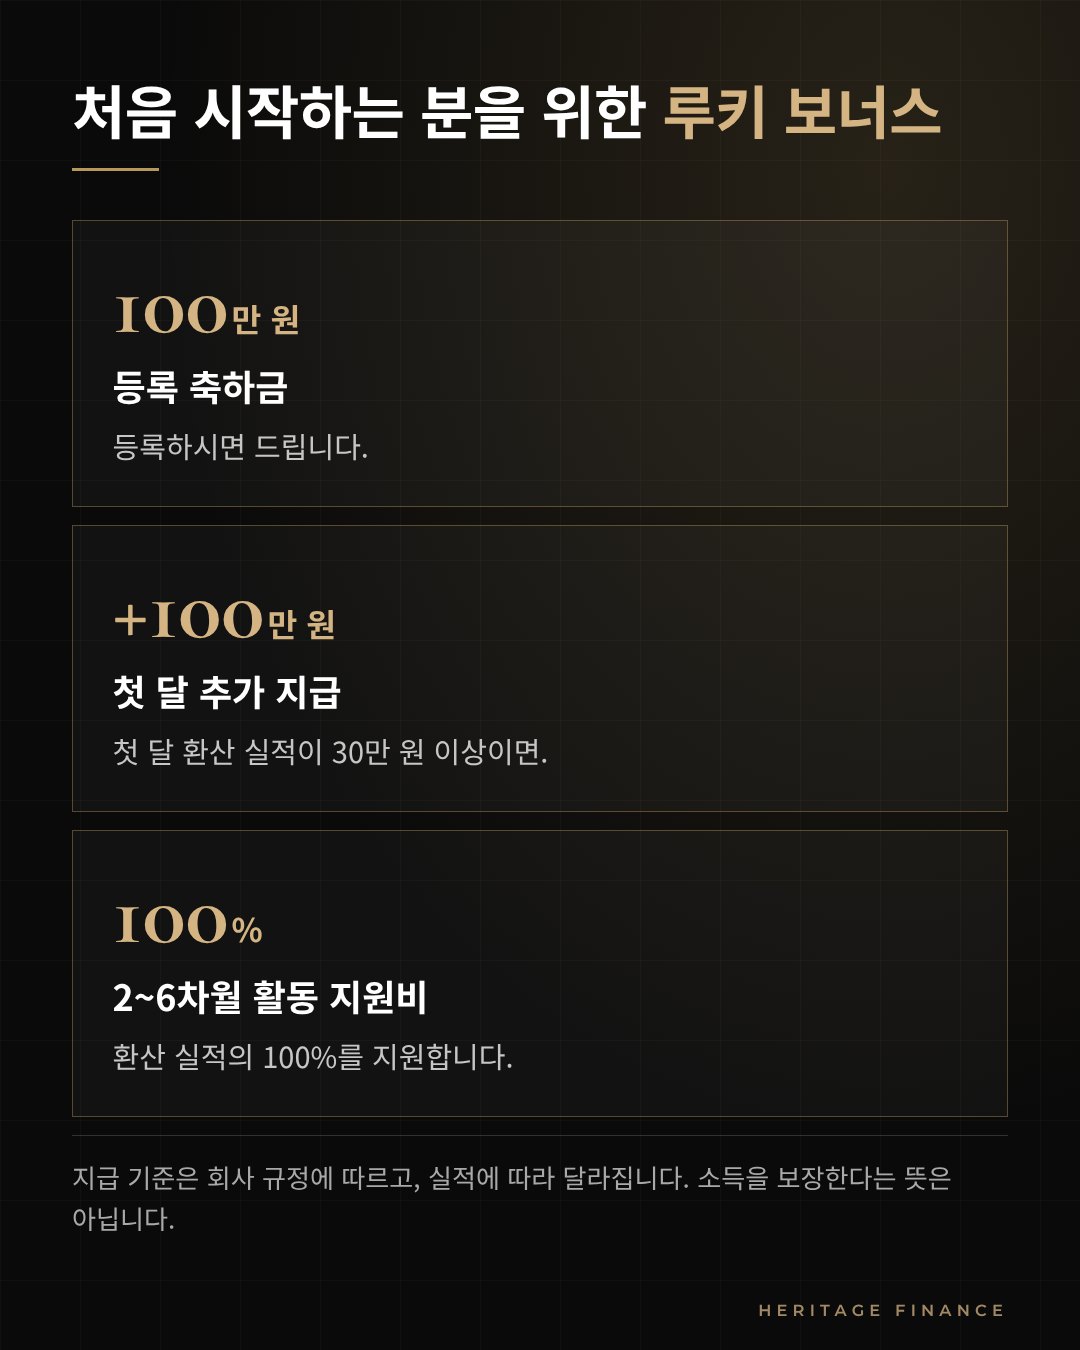 처음 시작하는 분을 위한 루키 보너스
100만 원
등록 축하금
등록하시면 드립니다.
+100만 원
첫 달 추가 지급
첫 달 환산 실적이 30만 원 이상이면.
100%
2~6차월 활동 지원비
환산 실적의 100%를 지원합니다.
지급 기준은 회사 규정에 따르고, 실적에 따라 달라집니다. 소득을 보장한다는 뜻은
아닙니다.
HERITAGE FINANCE